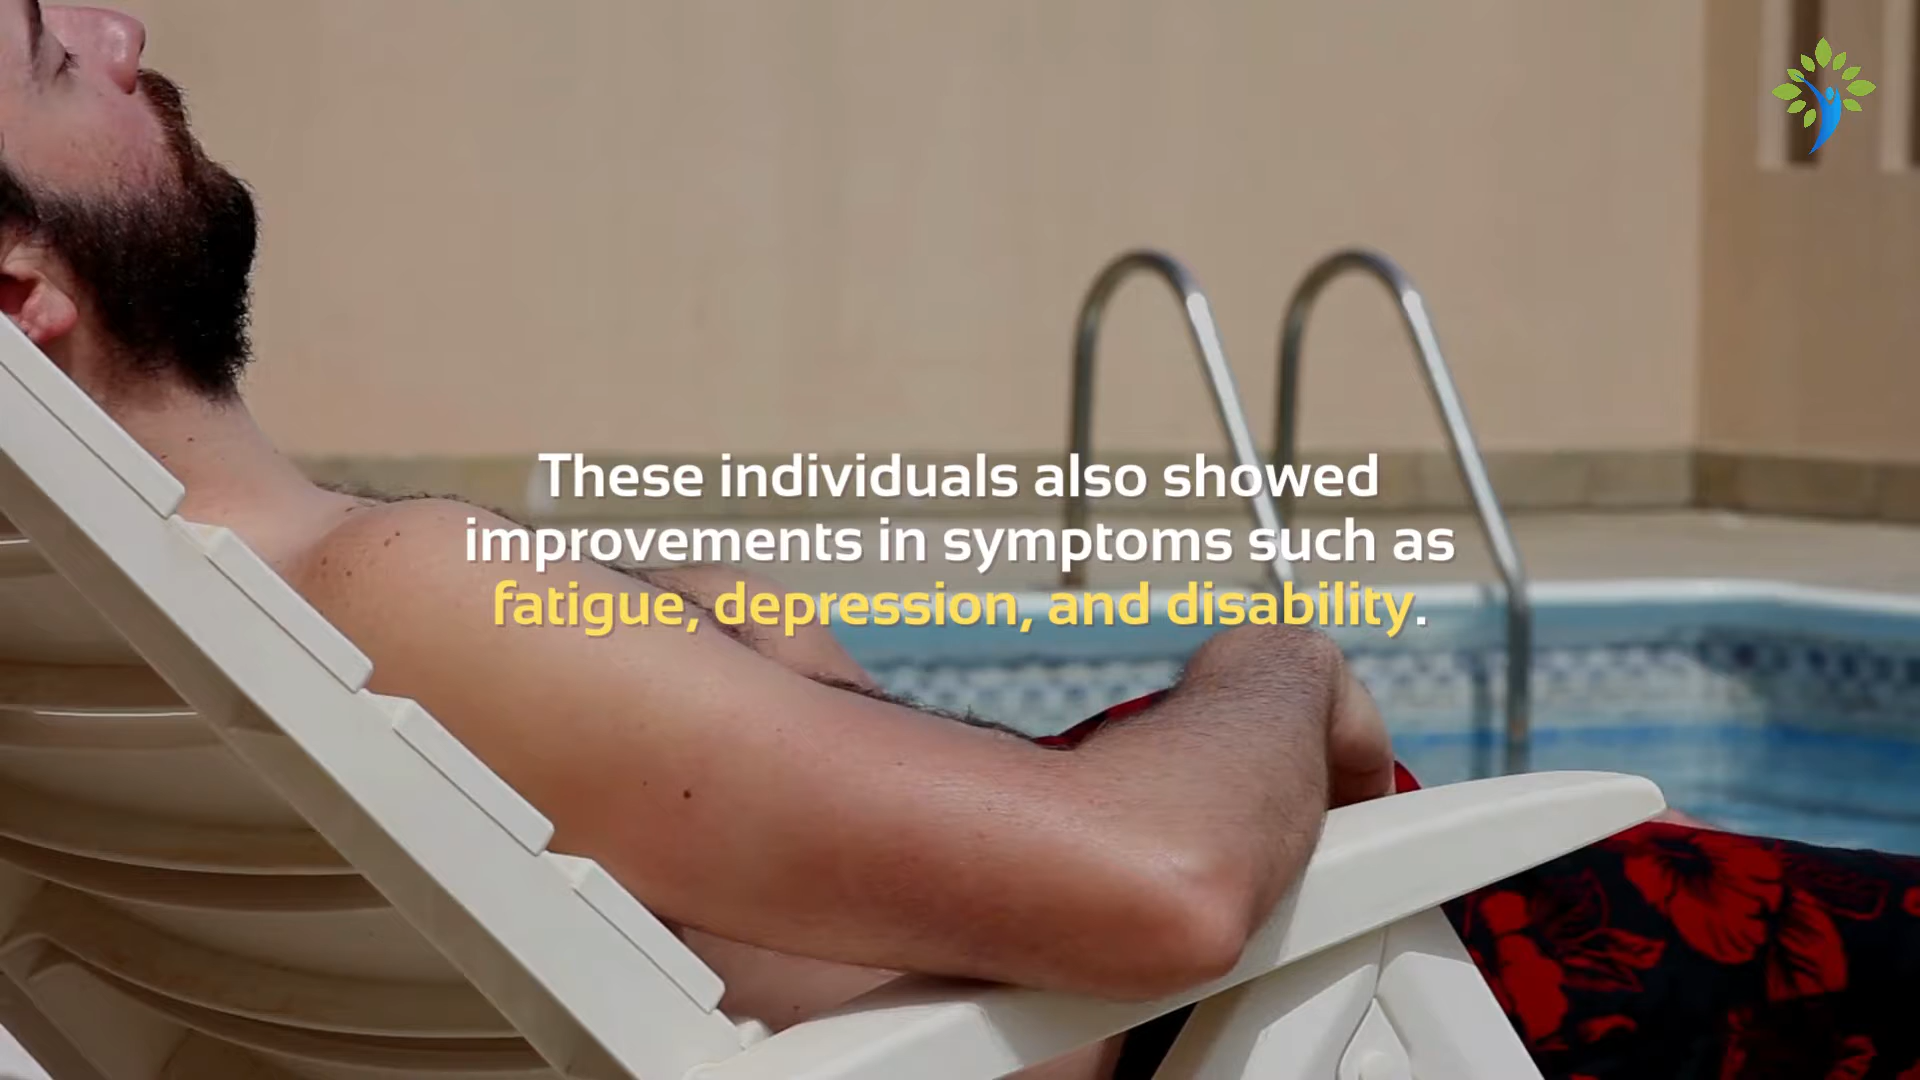 These individuals also showed
improvements in symptoms such as
fatigue, depression, and disability.